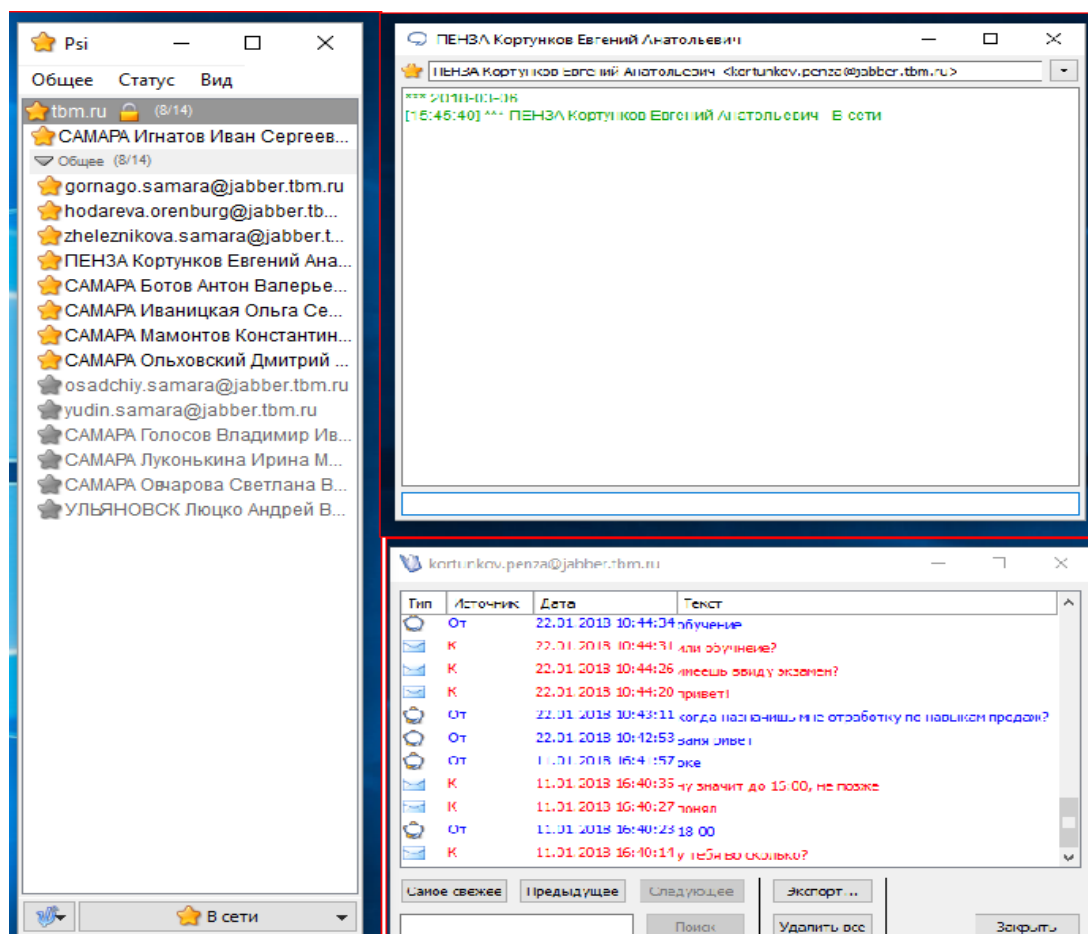 Psi
Общее Статус Вид
tbm.ru (8/14)
САМАРА Игнатов Иван Сергеев...
Общее (8/14)
gornago.samara@jabber.tbm.ru
hodareva.orenburg@jabber.tb...
zheleznikova.samara@jabber.t...
ПЕНЗА Кортунков Евгений Ана...
САМАРА Ботов Антон Валерье...
САМАРА Иваницкая Ольга Се...
САМАРА Мамонтов Константин...
САМАРА Ольховский Дмитрий ...
osadchiy.samara@jabber.tbm.ru
yudin.samara@jabber.tbm.ru
САМАРА Голосов Владимир Ив...
САМАРА Луконькина Ирина М...
САМАРА Овчарова Светлана В...
УЛЬЯНОВСК Люцко Андрей В...
В сети
ПЕНЗА Кортунков Евгений Анатольевич
ПЕНЗА Кортунков Евгений Анатольевич <kortunkov.penza@jabber.tbm.ru>
*** 2018-03-06
[15:45:40] *** ПЕНЗА Кортунков Евгений Анатольевич В сети
kortunkov.penza@jabber.tbm.ru
Тип Источник Дата Текст
От 22.01.2018 10:44:34 обучение
К 22.01.2018 10:44:31 или обучнеие?
К 22.01.2018 10:44:26 имеешь ввиду экзамен?
К 22.01.2018 10:44:20 привет!
От 22.01.2018 10:43:11 когда назначишь мне отработку по навыкам продаж?
От 22.01.2018 10:42:53 ваня
От 11.01.2018 16:41:57 оке
К 11.01.2018 16:40:35 ну значит до 15:00, не позже
К 11.01.2018 16:40:27 понял
От 11.01.2018 16:40:23 18-00
К 11.01.2018 16:40:14 у тебя во сколько?
Самое свежее Предыдущее Следующее Экспорт...
Поиск Удалить все Закрыть